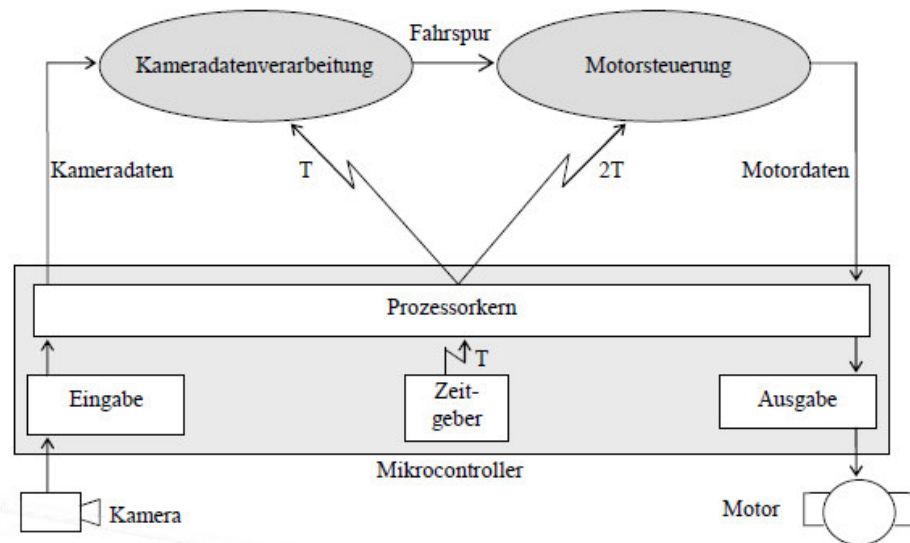 Fahrspur
Kameradatenverarbeitung
Motorsteuerung
Kameradaten
T
2T
Motordaten
Prozessorkern
T
Eingabe
Zeit-
geber
Ausgabe
Mikrocontroller
Kamera
Motor